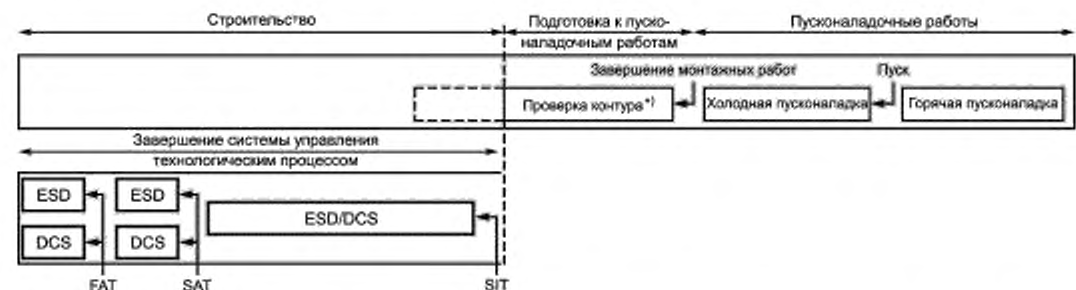 Строительство
Подготовка к пуско-
наладочным работам
Пусконаладочные работы
Завершение монтажных работ
Пуск
Проверка контура*)
Холодная пусконаладка
Горячая пусконаладка
Завершение системы управления
технологическим процессом
ESD
ESD
ESD/DCS
DCS
DCS
FAT
SAT
SIT